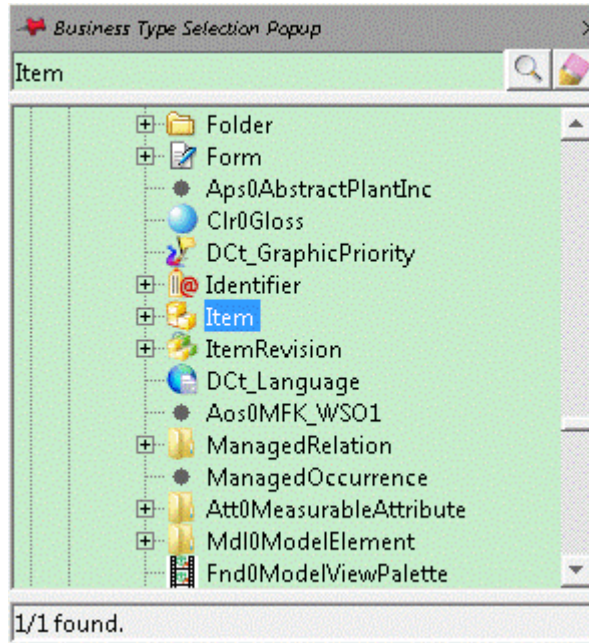 Business Type Selection Popup
Item
Folder
Form
Aps0AbstractPlantInc
Clr0Gloss
DCt_GraphicPriority
Identifier
Item
ItemRevision
DCt_Language
Aos0MFK_WSO1
ManagedRelation
ManagedOccurrence
Att0MeasurableAttribute
Mdl0ModelElement
Fnd0ModelViewPalette
1/1 found.